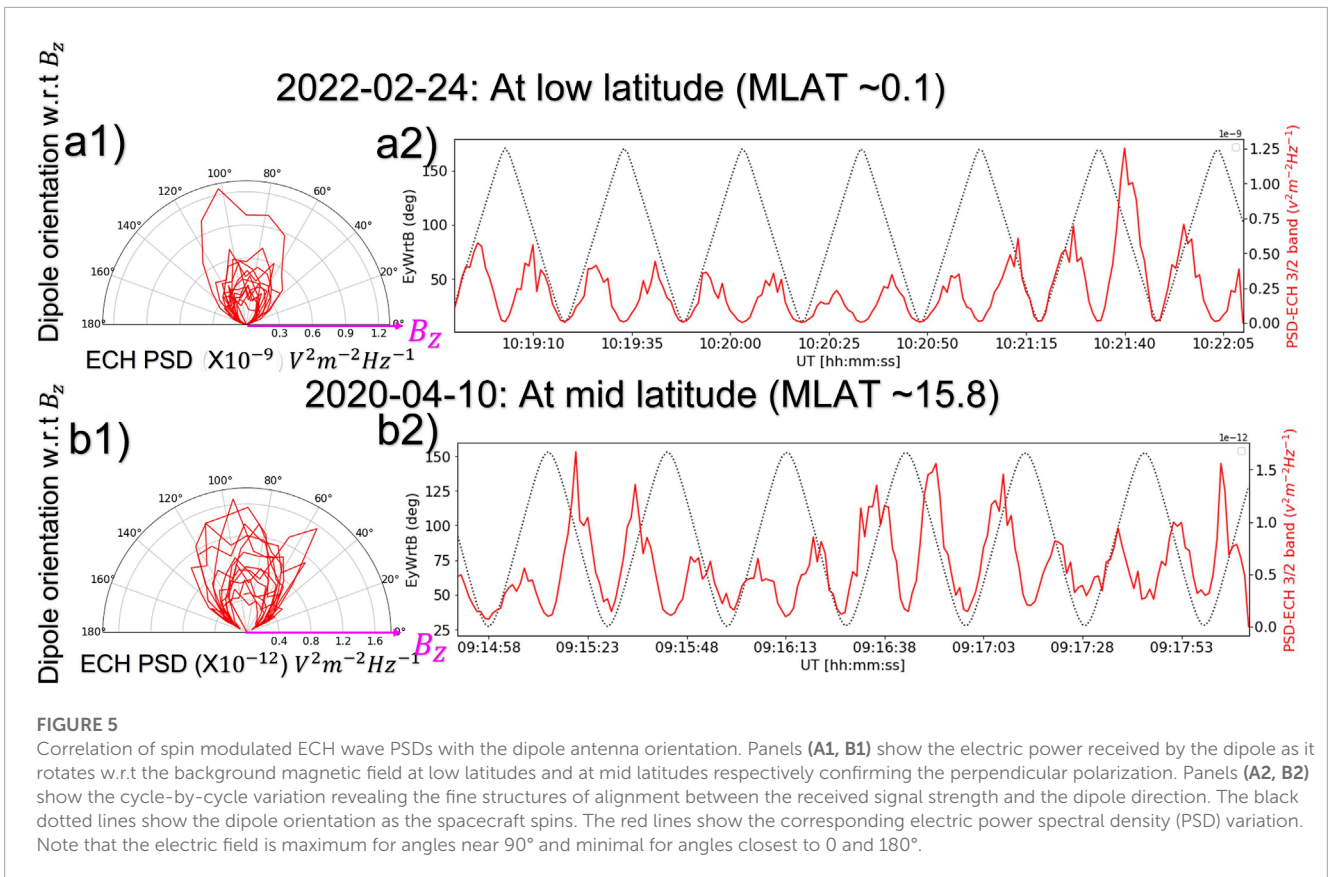 Dipole orientation w.r.t B_z
2022-02-24: At low latitude (MLAT ~0.1)
a1)
100° 80°
120° 60°
140° 40°
160° 20°
180° 0°
0.3 0.6 0.9 1.2
B_z
ECH PSD (X10⁻⁹) V²m⁻²Hz⁻¹
a2)
1e-9
150
100
50
EyWrtB (deg)
1.25
1.00
0.75
0.50
0.25
0.00
PSD-ECH 3/2 band (v²m⁻²Hz⁻¹)
10:19:10 10:19:35 10:20:00 10:20:25 10:20:50 10:21:15 10:21:40 10:22:05
UT [hh:mm:ss]
Dipole orientation w.r.t B_z
2020-04-10: At mid latitude (MLAT ~15.8)
b1)
100° 80°
120° 60°
140° 40°
160° 20°
180° 0°
0.4 0.8 1.2 1.6
B_z
ECH PSD (X10⁻¹²) V²m⁻²Hz⁻¹
b2)
1e-12
150
125
100
75
50
25
EyWrtB (deg)
1.5
1.0
0.5
0.0
PSD-ECH 3/2 band (v²m⁻²Hz⁻¹)
09:14:58 09:15:23 09:15:48 09:16:13 09:16:38 09:17:03 09:17:28 09:17:53
UT [hh:mm:ss]
FIGURE 5
Correlation of spin modulated ECH wave PSDs with the dipole antenna orientation. Panels (A1, B1) show the electric power received by the dipole as it
rotates w.r.t the background magnetic field at low latitudes and at mid latitudes respectively confirming the perpendicular polarization. Panels (A2, B2)
show the cycle-by-cycle variation revealing the fine structures of alignment between the received signal strength and the dipole direction. The black
dotted lines show the dipole orientation as the spacecraft spins. The red lines show the corresponding electric power spectral density (PSD) variation.
Note that the electric field is maximum for angles near 90° and minimal for angles closest to 0 and 180°.